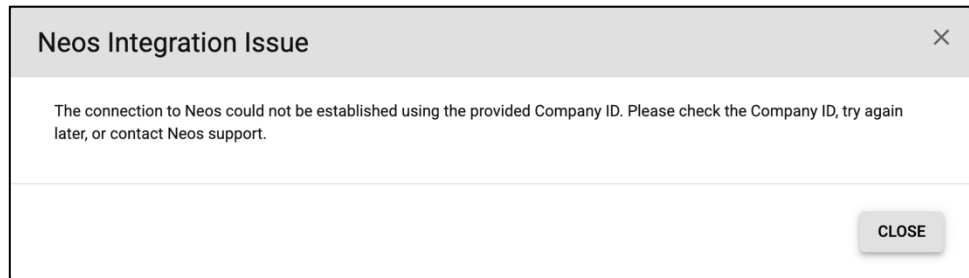 Neos Integration Issue
The connection to Neos could not be established using the provided Company ID. Please check the Company ID, try again
later, or contact Neos support.
CLOSE